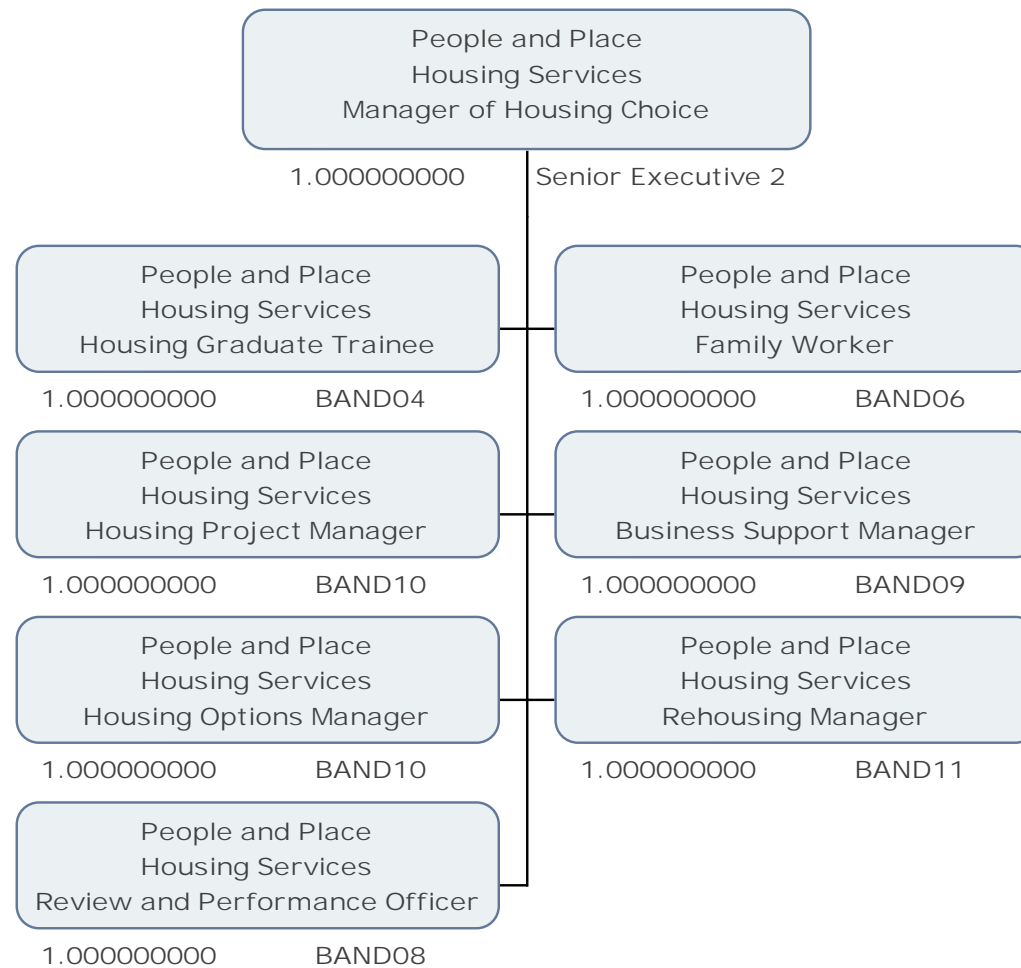 People and Place
Housing Services
Manager of Housing Choice
1.000000000 Senior Executive 2
People and Place
Housing Services
Housing Graduate Trainee
1.000000000 BAND04
People and Place
Housing Services
Family Worker
1.000000000 BAND06
People and Place
Housing Services
Housing Project Manager
1.000000000 BAND10
People and Place
Housing Services
Business Support Manager
1.000000000 BAND09
People and Place
Housing Services
Housing Options Manager
1.000000000 BAND10
People and Place
Housing Services
Rehousing Manager
1.000000000 BAND11
People and Place
Housing Services
Review and Performance Officer
1.000000000 BAND08